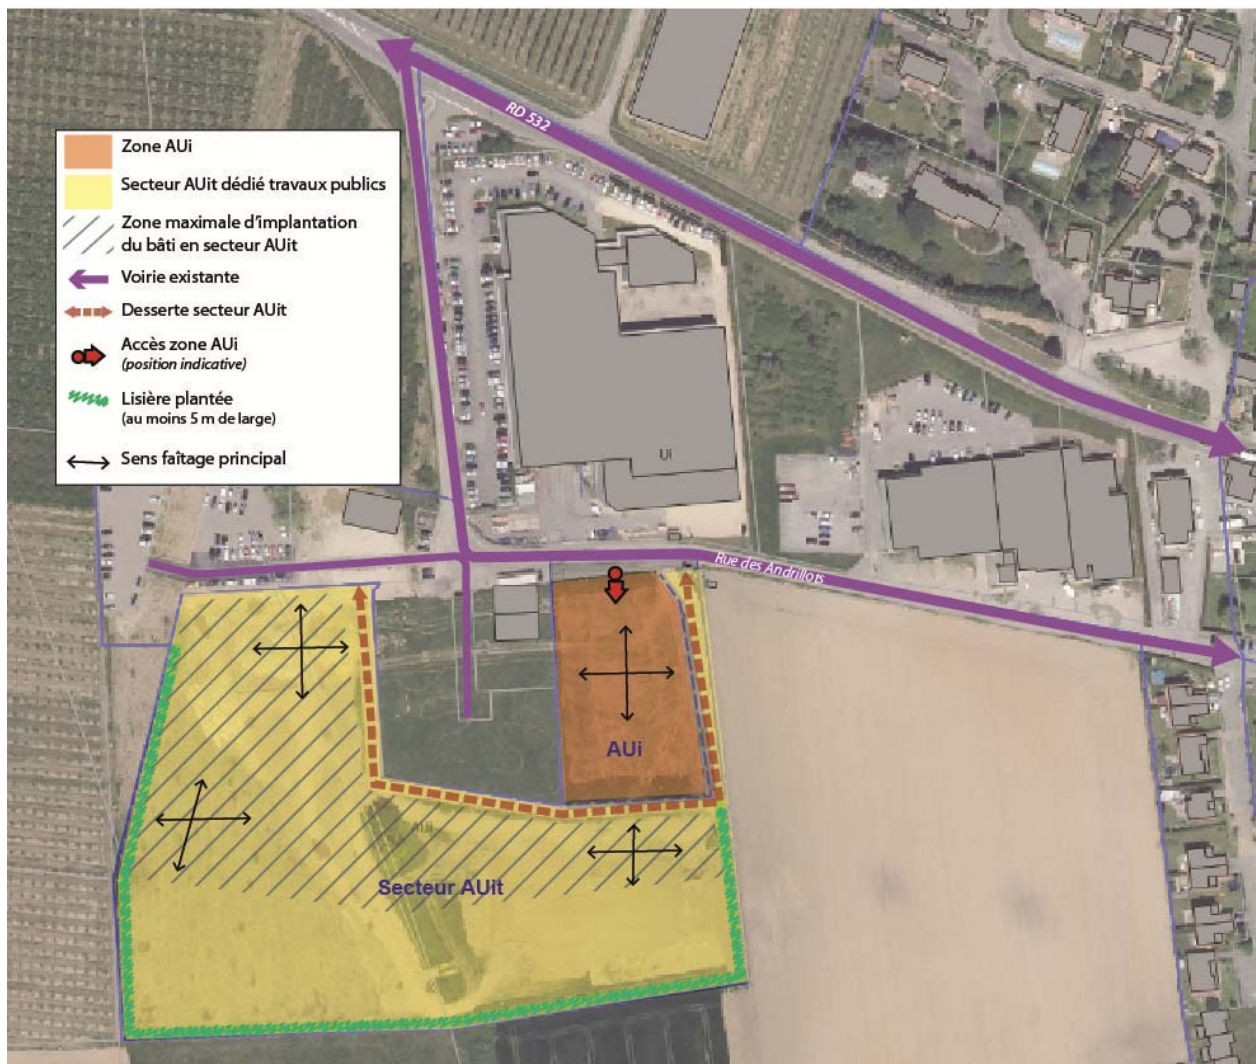 RD 532
Zone AUi
Secteur AUit dédié travaux publics
Zone maximale d'implantation
du bâti en secteur AUit
Voirie existante
Desserte secteur AUit
Accès zone AUi
(position indicative)
Lisière plantée
(au moins 5 m de large)
Sens faîtage principal
Ui
Rue des Andrillots
AUi
AUi
Secteur AUit